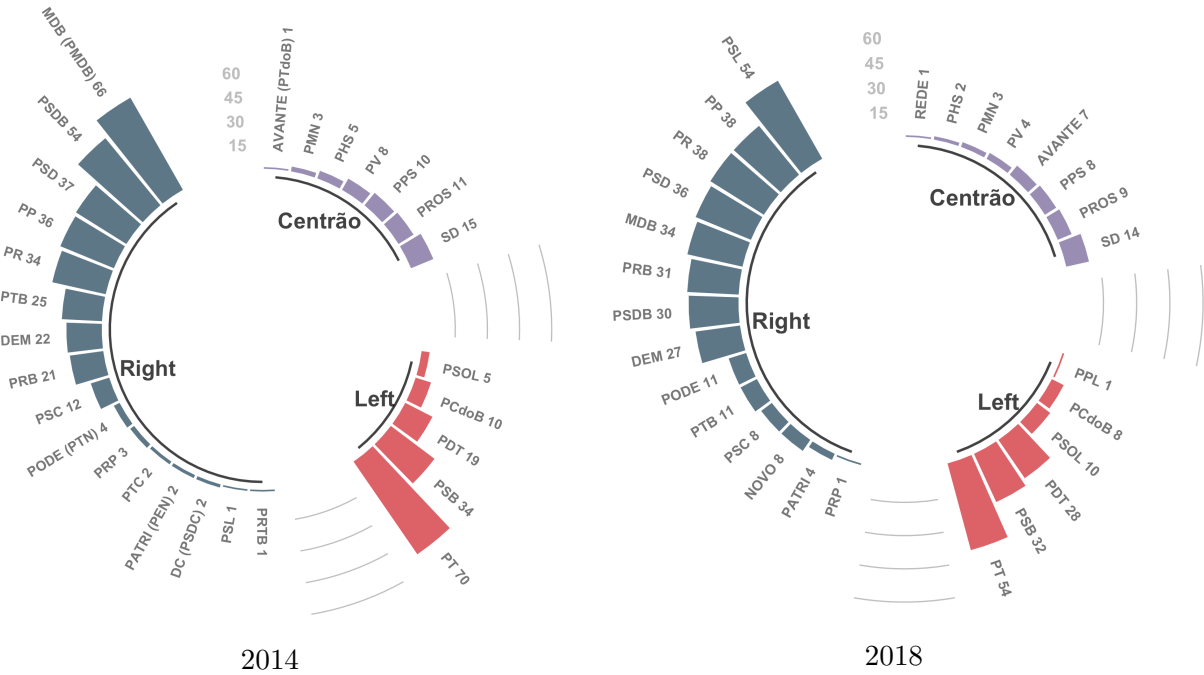 MDB (PMDB) 66
PSDB 54
PSD 37
PP 36
PR 34
PTB 25
DEM 22
PRB 21
PSC 12
PODE (PTN) 4
PRP 3
PTC 2
PATRI (PEN) 2
DC (PSDC) 2
PSL 1
PRTB 1
Right
60
45
30
15
AVANTE (PTdoB) 1
PMN 3
PHS 5
PV 8
PPS 10
PROS 11
SD 15
Centrão
PSOL 5
PCdoB 10
PDT 19
PSB 34
PT 70
Left
2014
PSL 54
PP 38
PR 38
PSD 36
MDB 34
PRB 31
PSDB 30
DEM 27
PODE 11
PTB 11
PSC 8
NOVO 8
PATRI 4
PRP 1
Right
60
45
30
15
REDE 1
PHS 2
PMN 3
PV 4
AVANTE 7
PPS 8
PROS 9
SD 14
Centrão
PPL 1
PCdoB 8
PSOL 10
PDT 28
PSB 32
PT 54
Left
2018